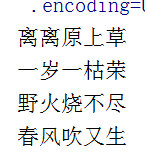 .encoding=
离离原上草
一岁一枯荣
野火烧不尽
春风吹又生